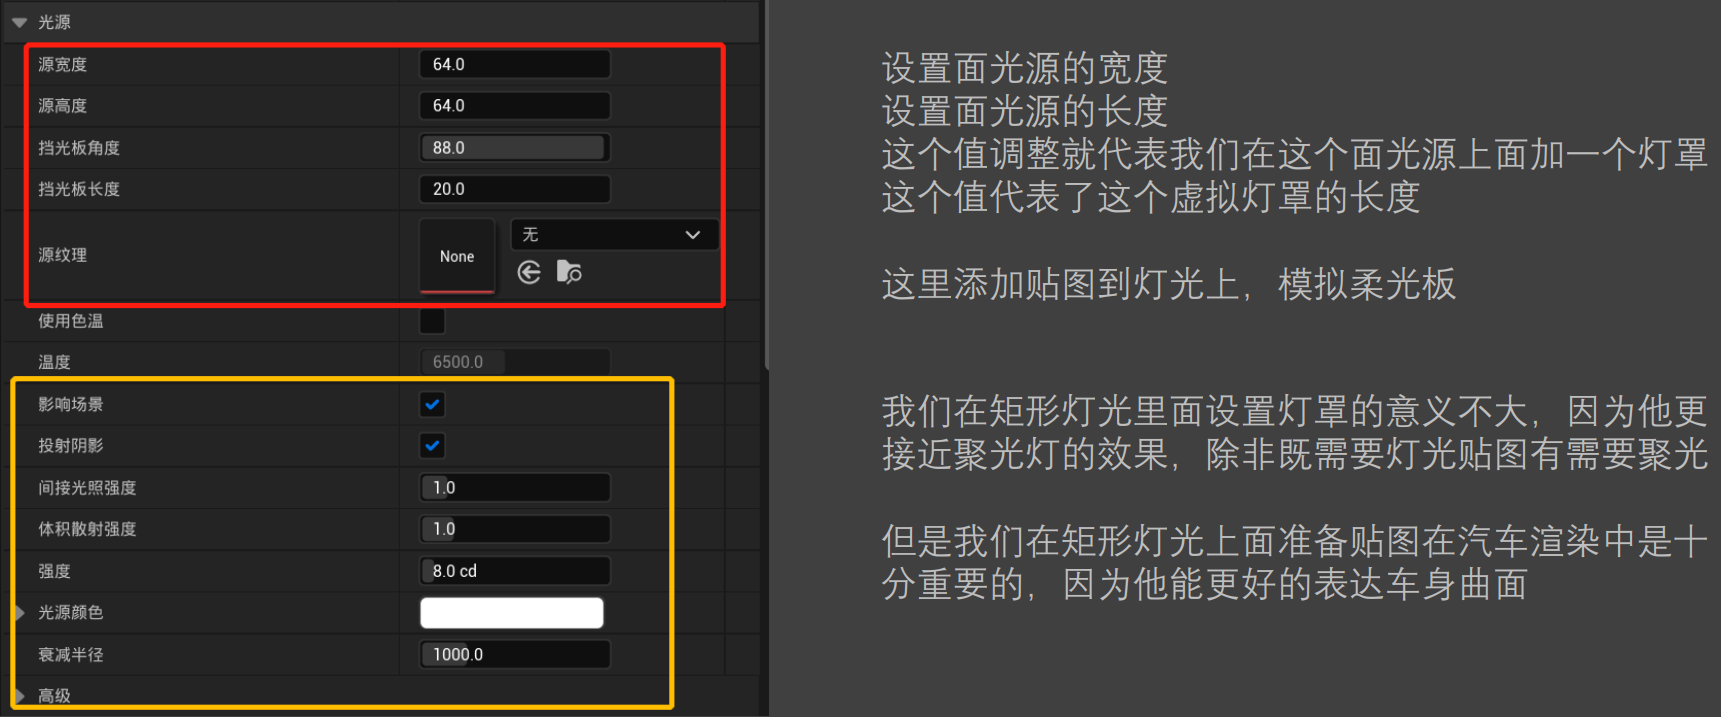 光源
源宽度 64.0
源高度 64.0
挡光板角度 88.0
挡光板长度 20.0
源纹理 None 无
使用色温
温度 6500.0
影响场景
投射阴影
间接光照强度 1.0
体积散射强度 1.0
强度 8.0 cd
光源颜色
衰减半径 1000.0
高级
设置面光源的宽度
设置面光源的长度
这个值调整就代表我们在这个面光源上面加一个灯罩
这个值代表了这个虚拟灯罩的长度
这里添加贴图到灯光上，模拟柔光板
我们在矩形灯光里面设置灯罩的意义不大，因为他更
接近聚光灯的效果，除非既需要灯光贴图有需要聚光
但是我们在矩形灯光上面准备贴图在汽车渲染中是十
分重要的，因为他能更好的表达车身曲面